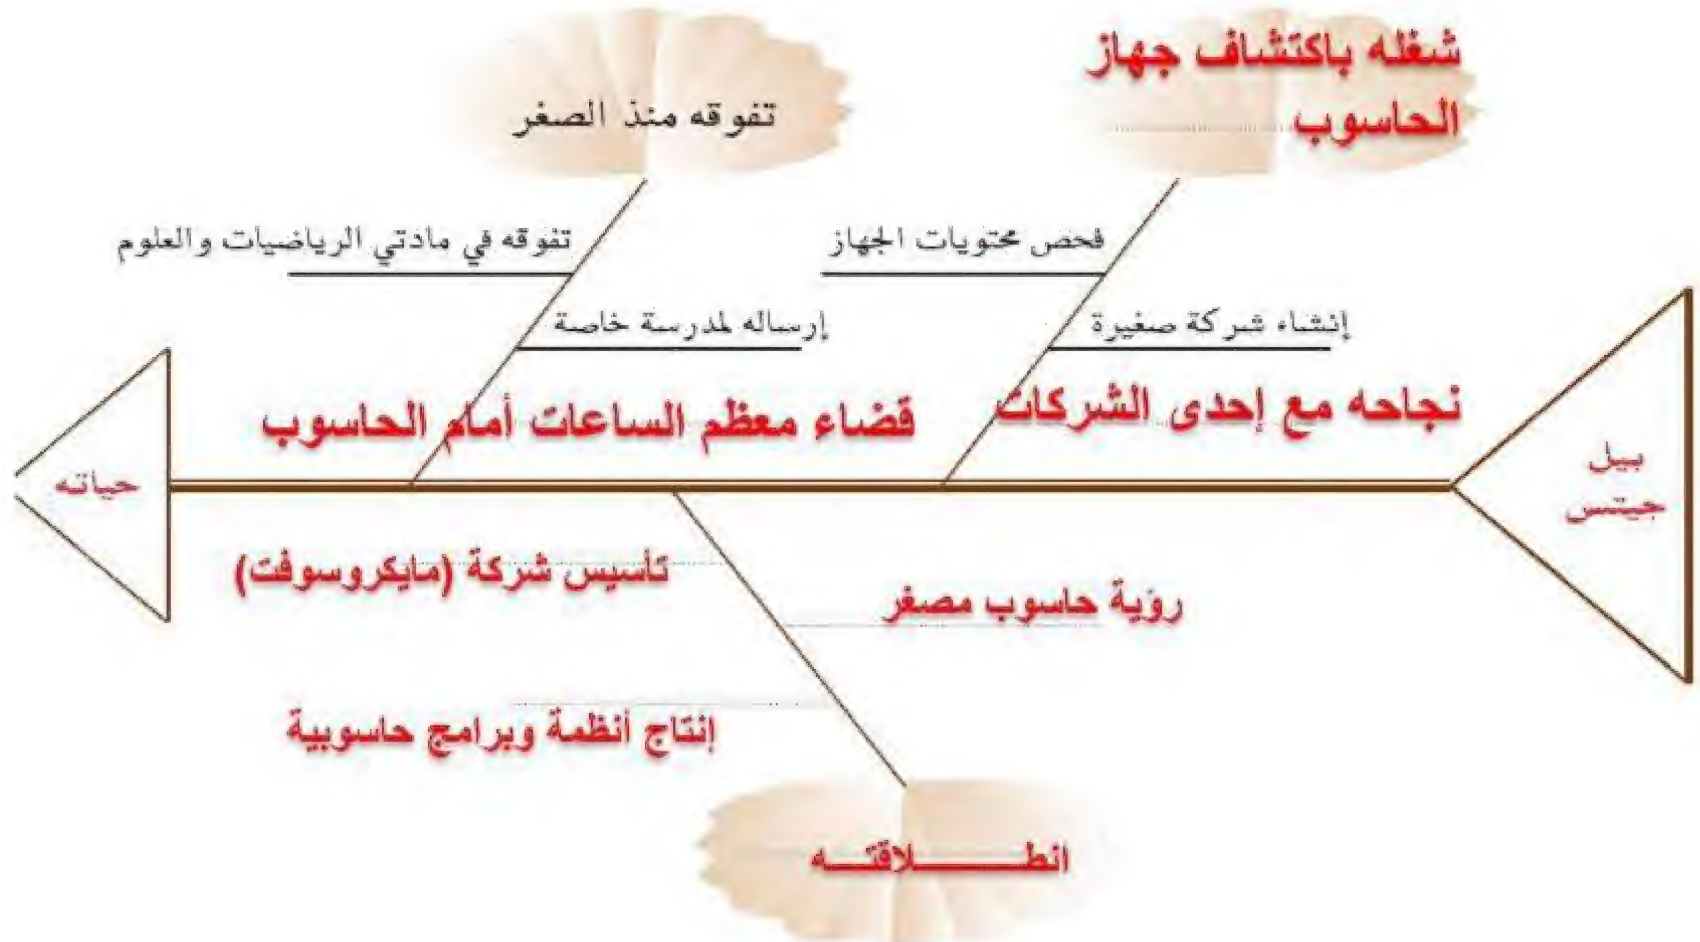 شغله باكتشاف جهاز
الحاسوب
تفوقه منذ الصغر
فحص محتويات الجهاز
تفوقه في مادتي الرياضيات والعلوم
إنشاء شركة صغيرة
إرساله لمدرسة خاصة
نجاحه مع إحدى الشركات
قضاء معظم الساعات أمام الحاسوب
بيل
جيتس
حياته
تأسيس شركة (مايكروسوفت)
رؤية حاسوب مصغر
إنتاج أنظمة وبرامج حاسوبية
انطـــــــلاقتـــه